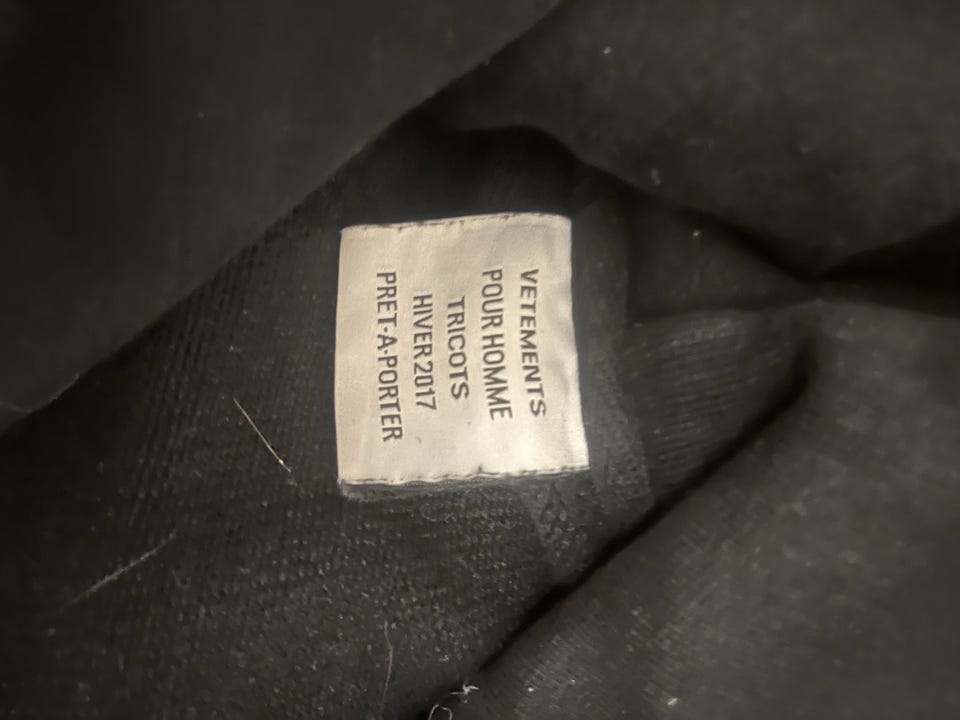 VETEMENTS
POUR HOMME
TRICOTS
HIVER 2017
PRET-A-PORTER